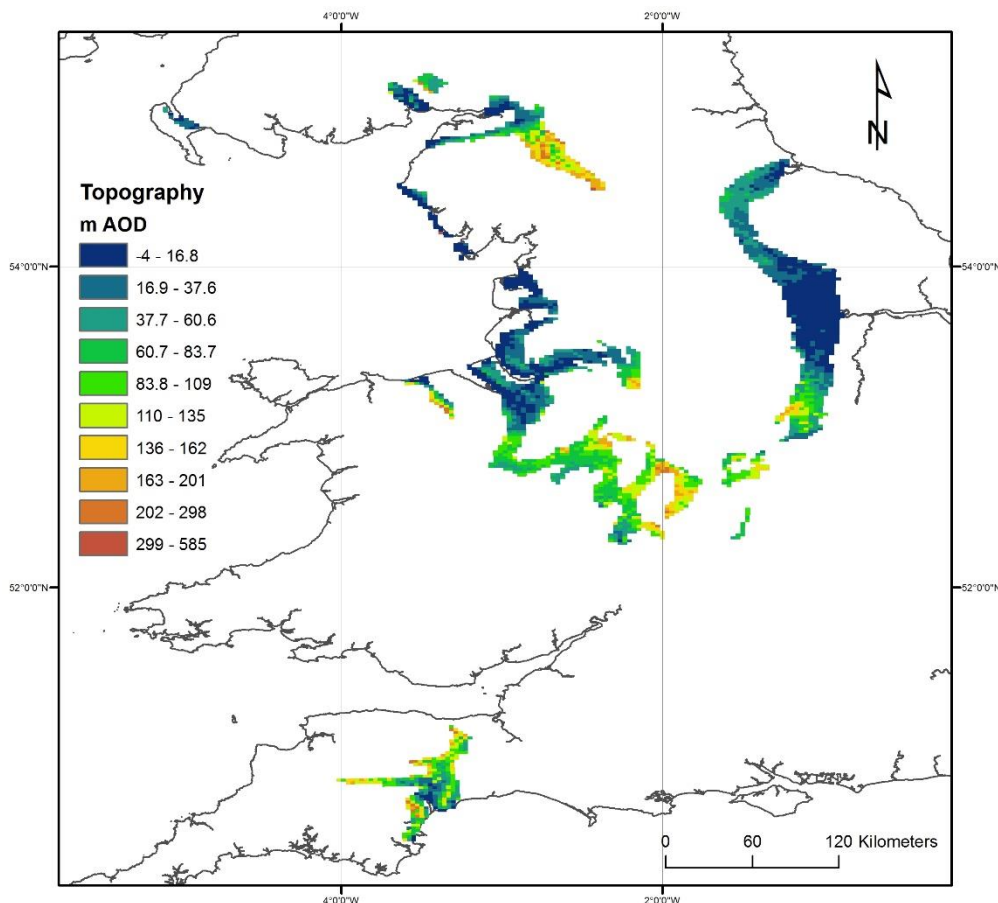 4°0'0"W
2°0'0"W
N
Topography
m AOD
-4 - 16.8
16.9 - 37.6
37.7 - 60.6
60.7 - 83.7
83.8 - 109
110 - 135
136 - 162
163 - 201
202 - 298
299 - 585
54°0'0"N
54°0'0"N
52°0'0"N
52°0'0"N
0
60
120 Kilometers
4°0'0"W
2°0'0"W